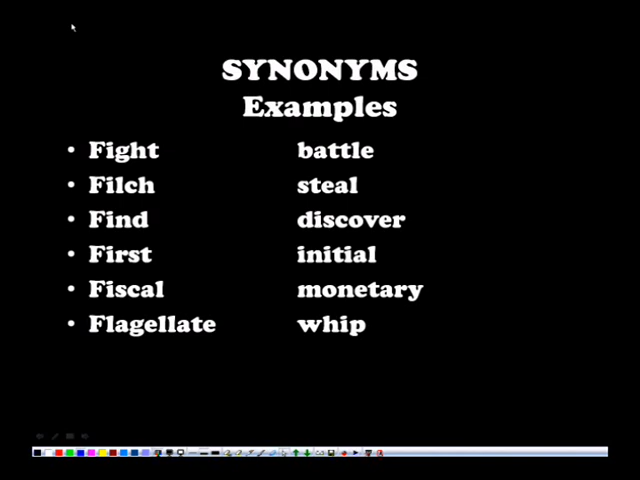 SYNONYMS
Examples
• Fight battle
• Filch steal
• Find discover
• First initial
• Fiscal monetary
• Flagellate whip